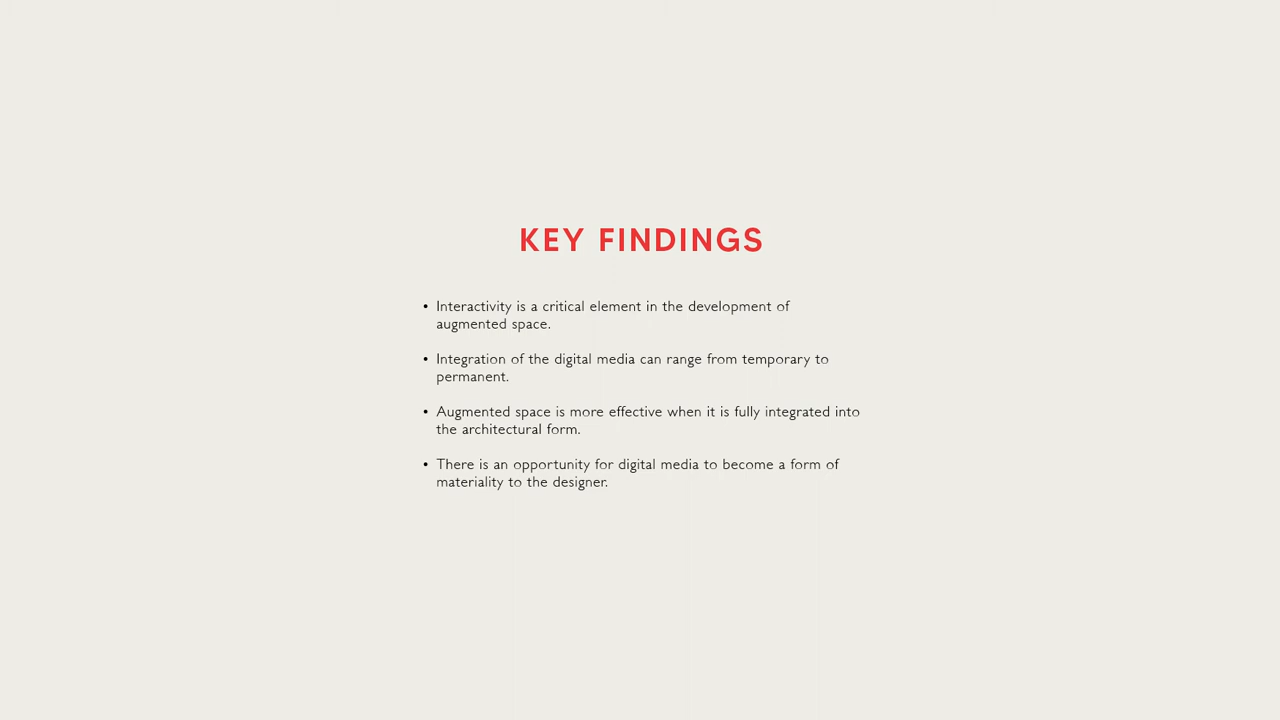 KEY FINDINGS
• Interactivity is a critical element in the development of
augmented space.
• Integration of the digital media can range from temporary to
permanent.
• Augmented space is more effective when it is fully integrated into
the architectural form.
• There is an opportunity for digital media to become a form of
materiality to the designer.